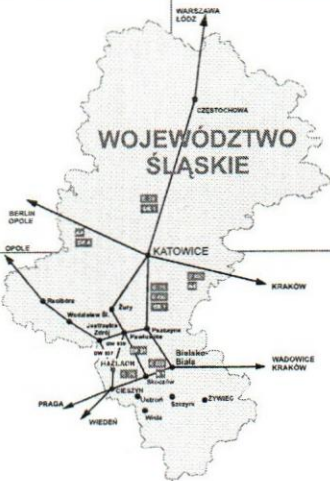 WARSZAWA
ŁÓDZ
CZĘSTOCHOWA
WOJEWÓDZTWO
ŚLĄSKIE
BERLIN
OPOLE
OPOLE
KATOWICE
KRAKÓW
Racibórz
Wodzisław Śl.
Żory
Jastrzębie
Zdrój
Pawłowice
Pszczyna
HAŻLACH
Bielsko-
Biała
WADOWICE
KRAKÓW
CIESZYN
Skoczów
PRAGA
WIEDEŃ
Ustroń
Wisła
Szczyrk
ŻYWIEC